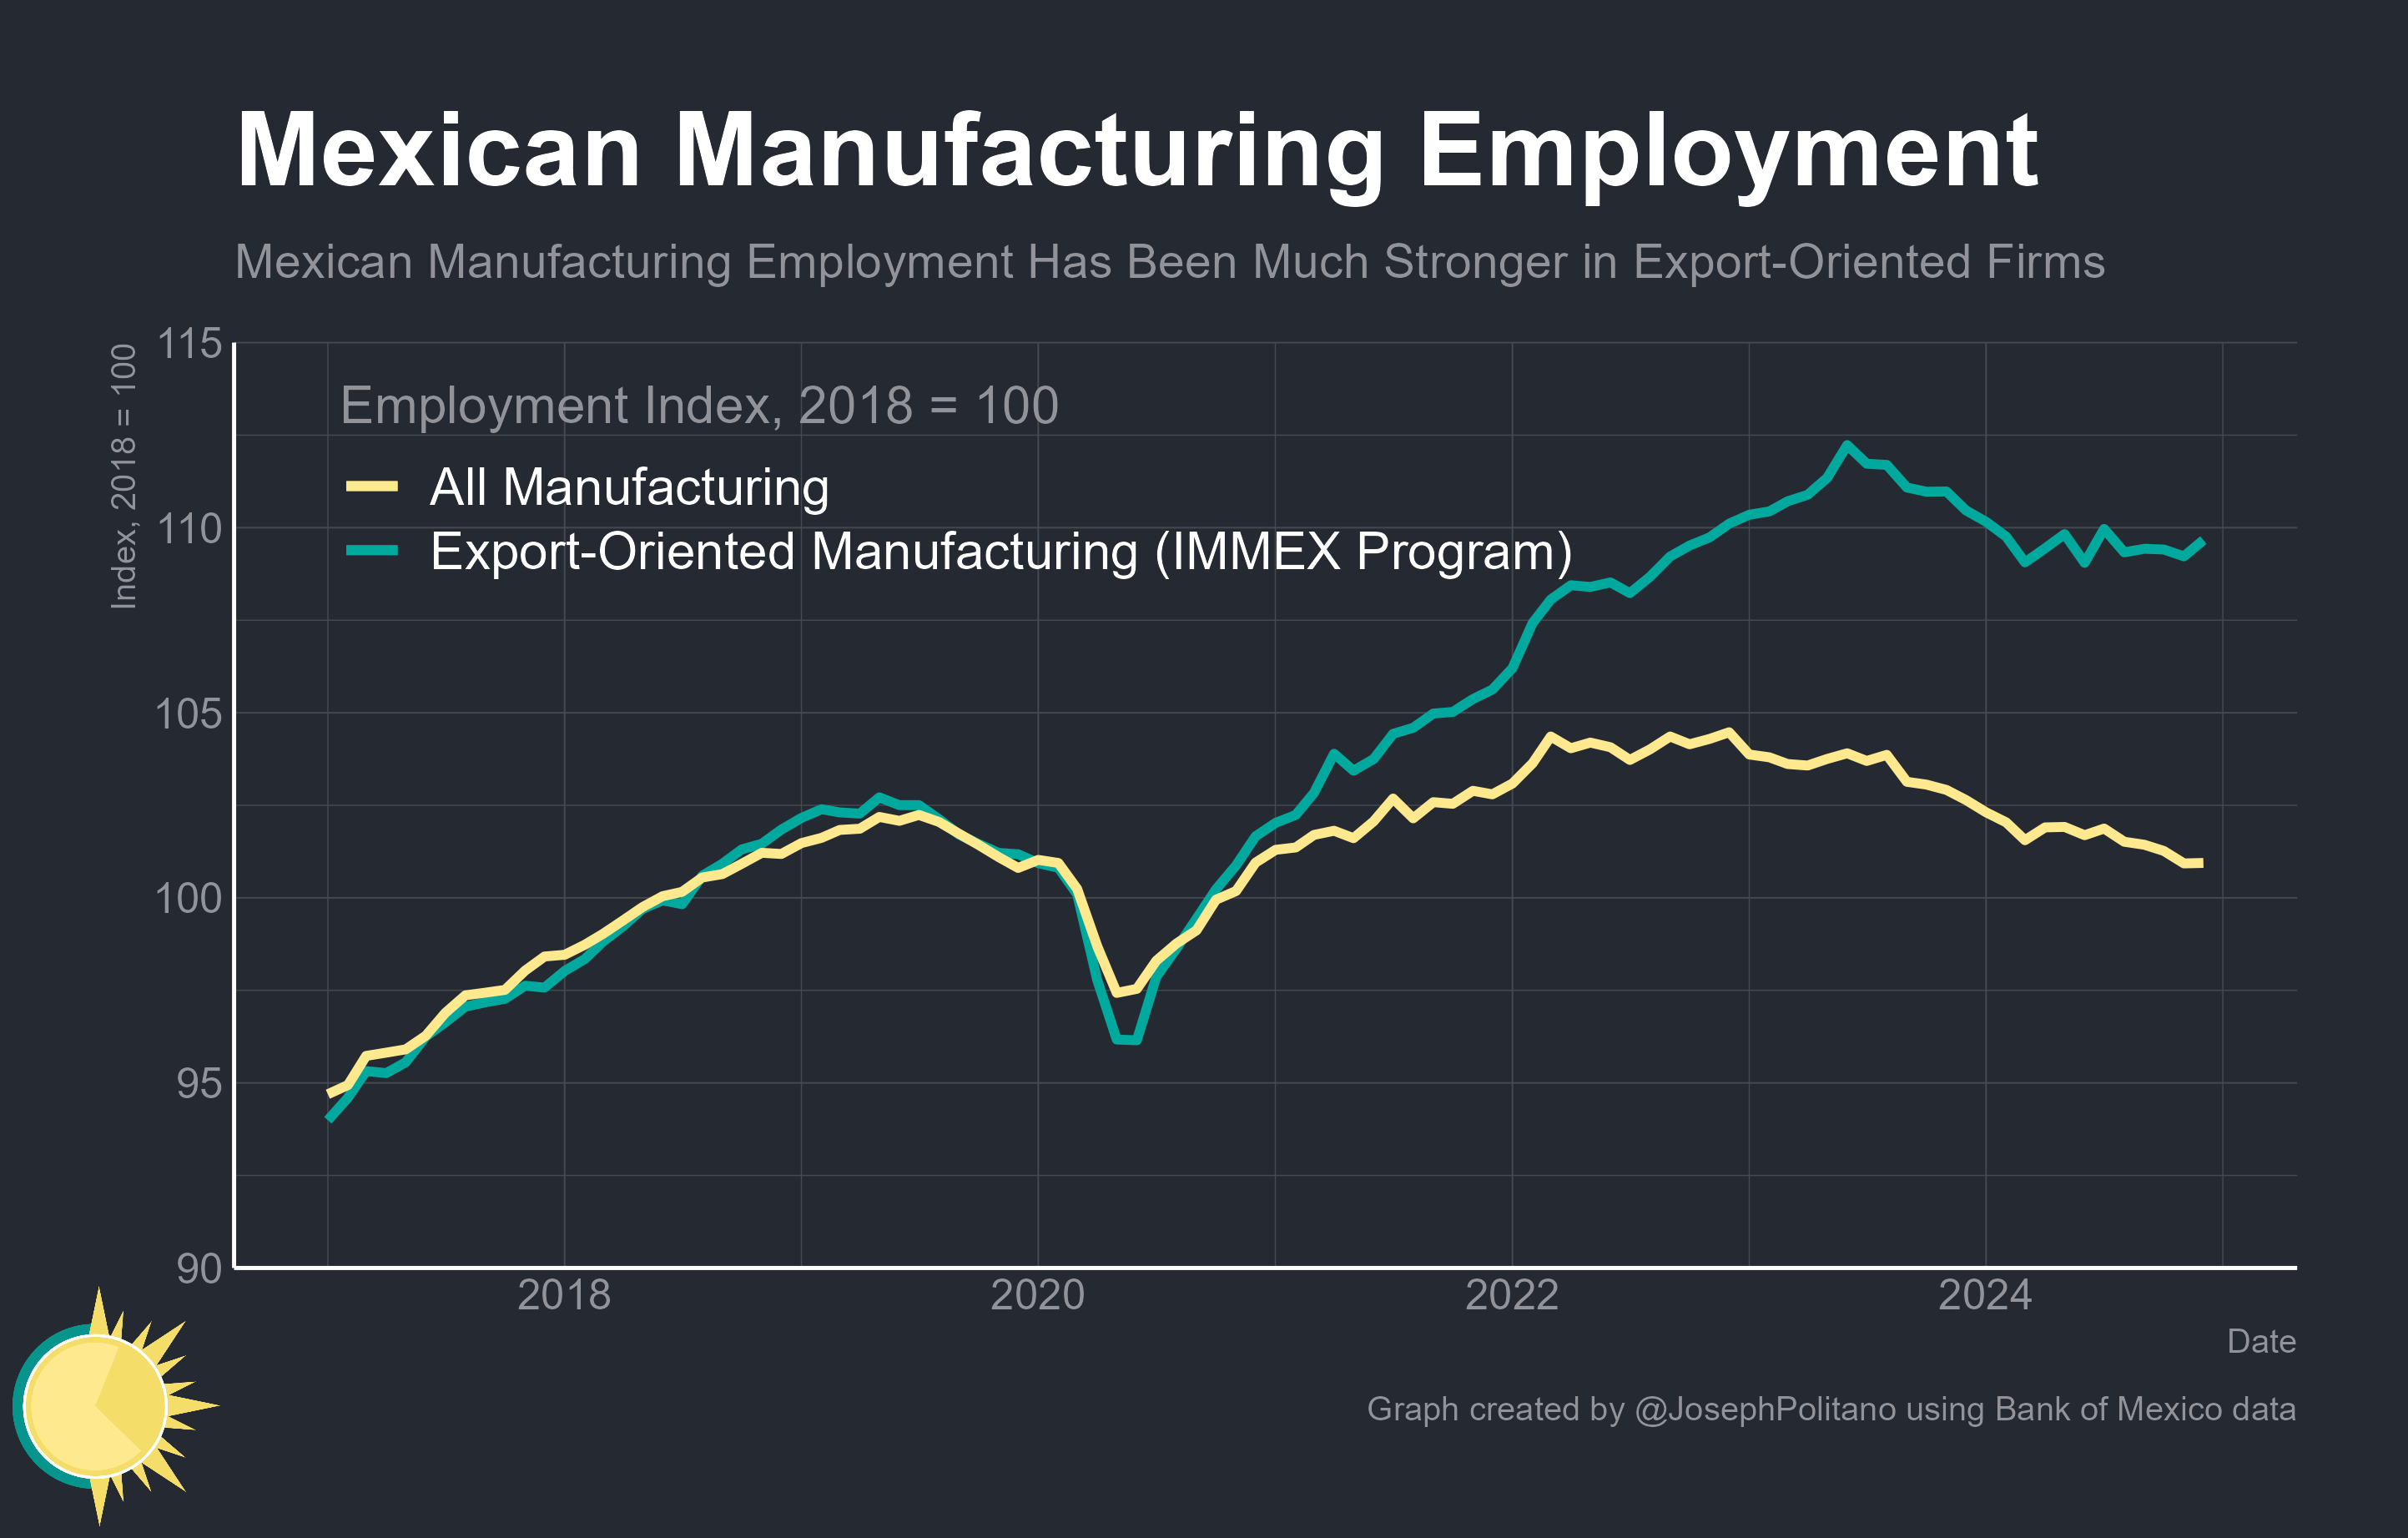 Mexican Manufacturing Employment
Mexican Manufacturing Employment Has Been Much Stronger in Export-Oriented Firms
Index, 2018 = 100
115
110
105
100
95
90
Employment Index, 2018 = 100
All Manufacturing
Export-Oriented Manufacturing (IMMEX Program)
2018 2020 2022 2024
Date
Graph created by @JosephPolitano using Bank of Mexico data